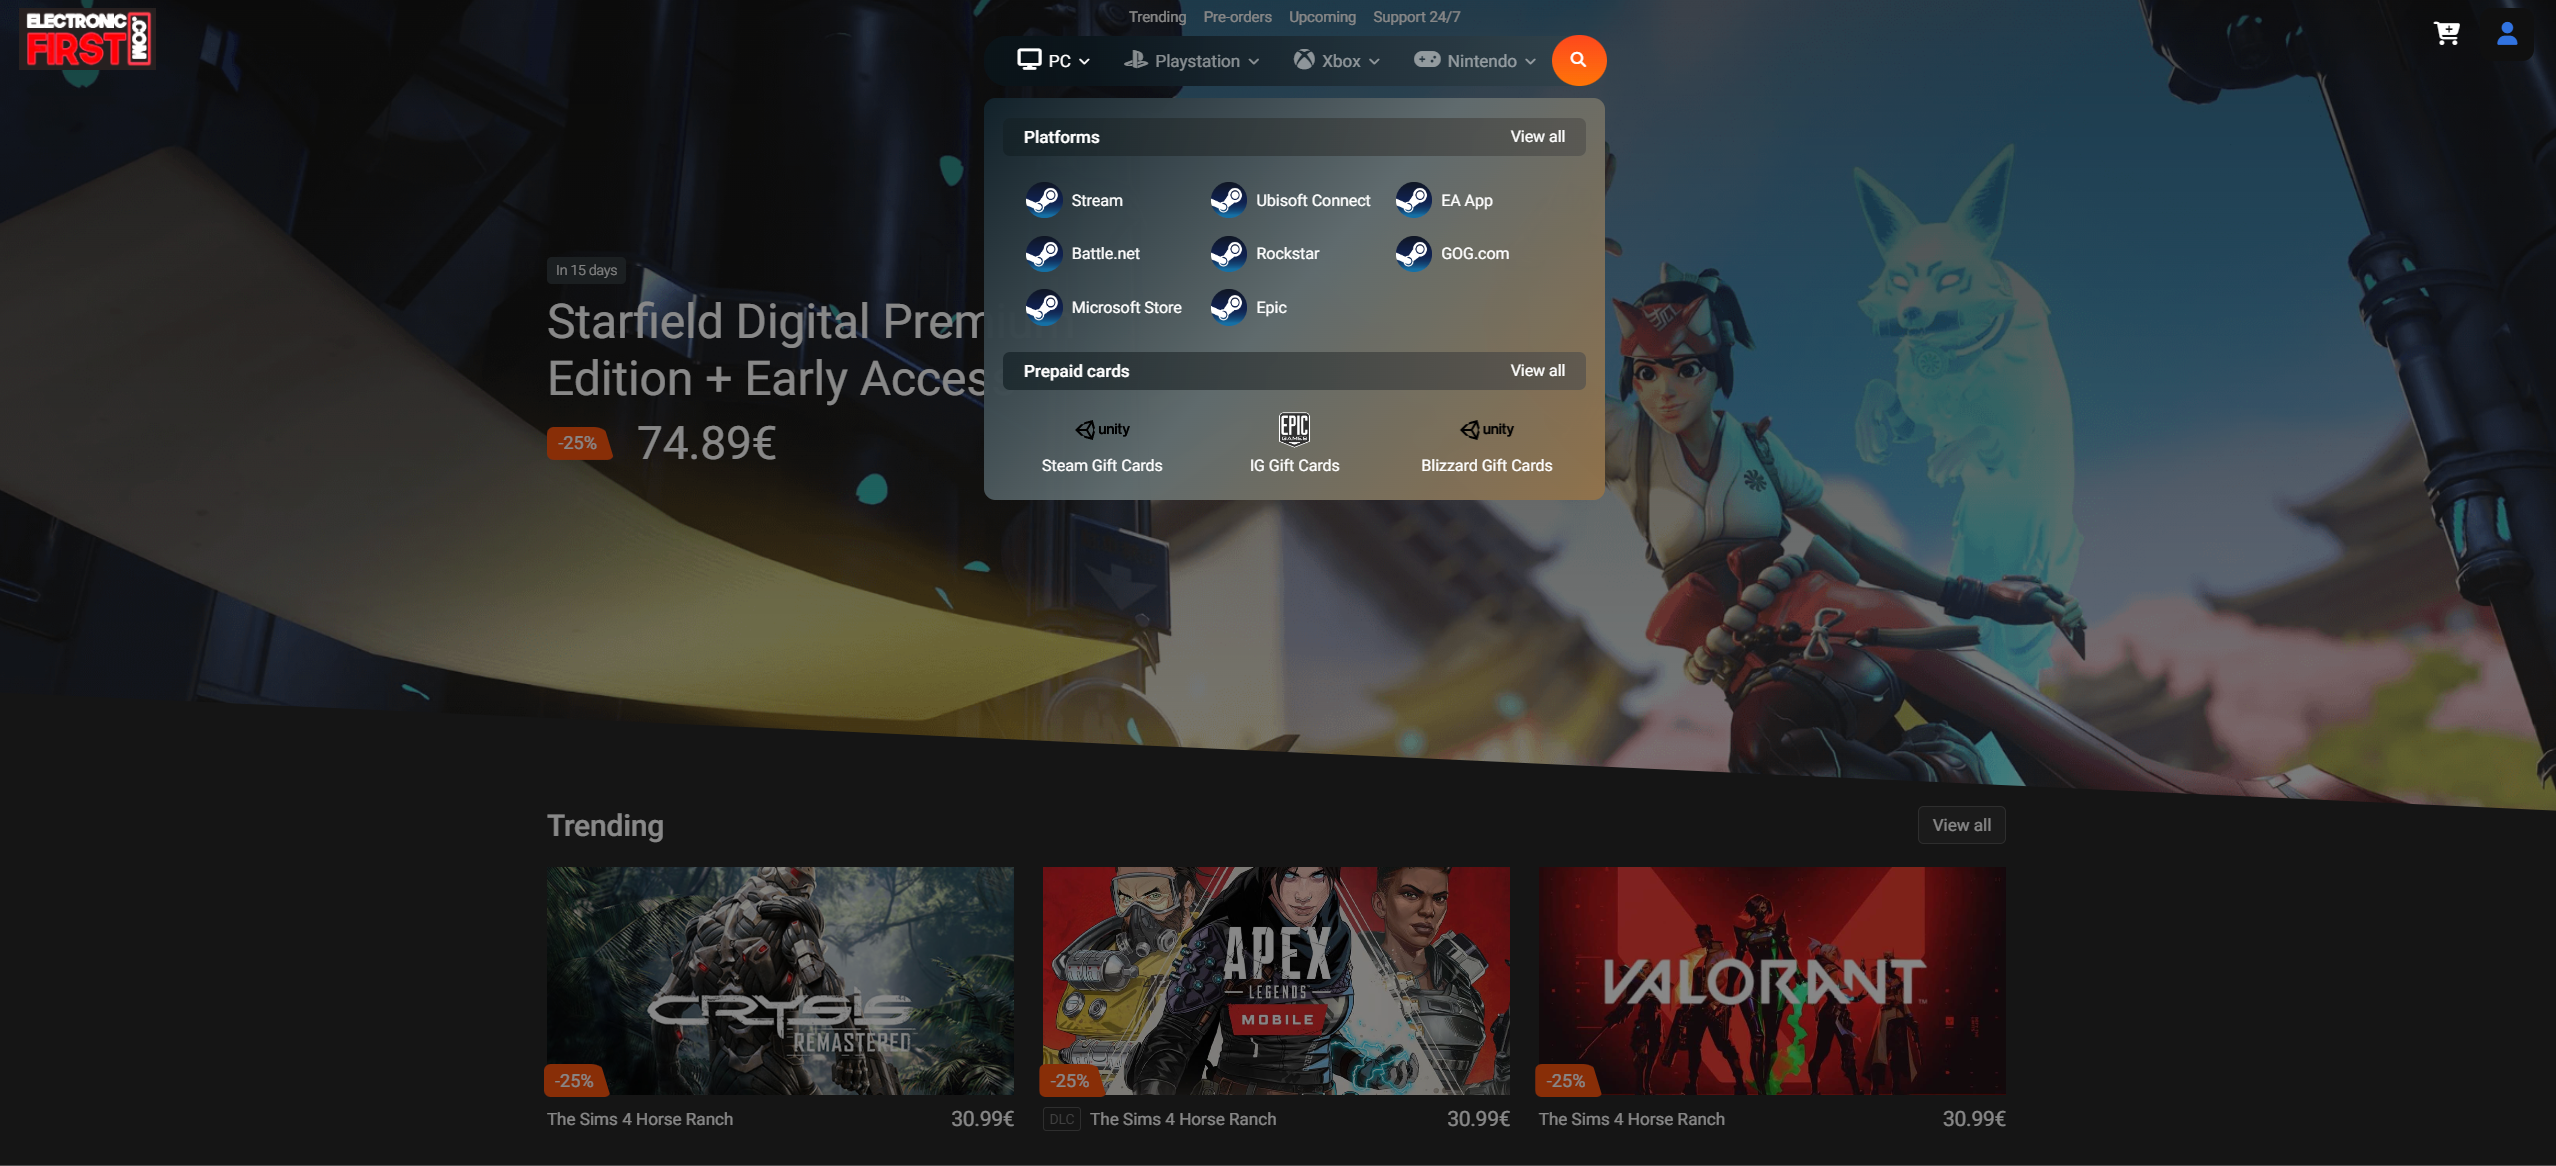 ELECTRONIC
FIRST
.COM
Trending Pre-orders Upcoming Support 24/7
PC Playstation Xbox Nintendo
Platforms View all
Stream Ubisoft Connect EA App
Battle.net Rockstar GOG.com
Microsoft Store Epic
Prepaid cards View all
unity EPIC GAMES unity
Steam Gift Cards IG Gift Cards Blizzard Gift Cards
In 15 days
Starfield Digital Prem
Edition + Early Acces
-25% 74.89€
Trending View all
CRYSIS
REMASTERED
-25%
The Sims 4 Horse Ranch 30.99€
APEX
LEGENDS
MOBILE
-25%
DLC The Sims 4 Horse Ranch 30.99€
VALORANT
-25%
The Sims 4 Horse Ranch 30.99€